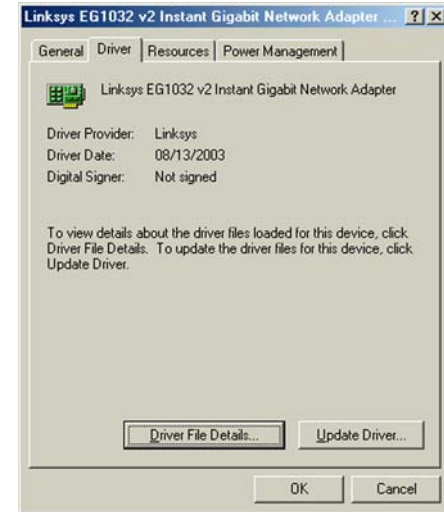 Linksys EG1032 v2 Instant Gigabit Network Adapter ...
General Driver Resources Power Management
Linksys EG1032 v2 Instant Gigabit Network Adapter
Driver Provider: Linksys
Driver Date: 08/13/2003
Digital Signer: Not signed
To view details about the driver files loaded for this device, click
Driver File Details. To update the driver files for this device, click
Update Driver.
Driver File Details... Update Driver...
OK Cancel